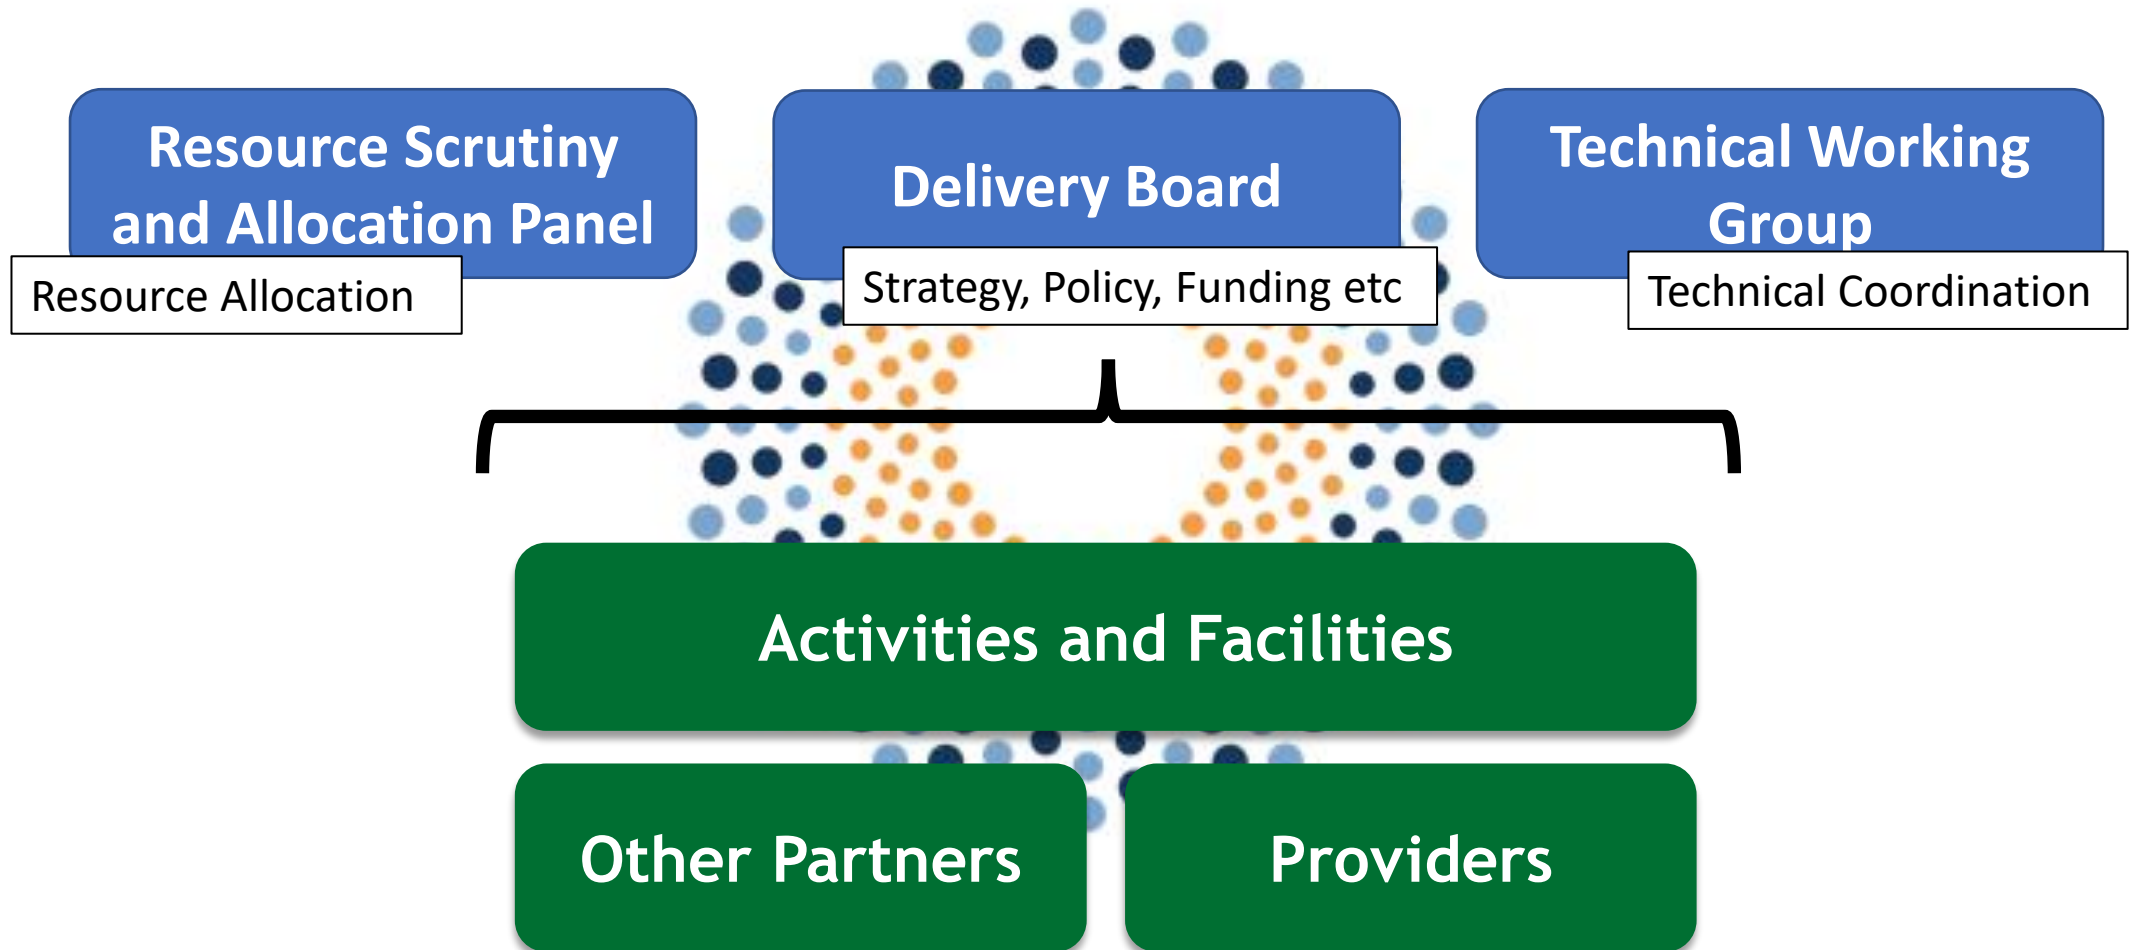 Resource Scrutiny
and Allocation Panel
Resource Allocation
Delivery Board
Strategy, Policy, Funding etc
Technical Working
Group
Technical Coordination
Activities and Facilities
Other Partners
Providers